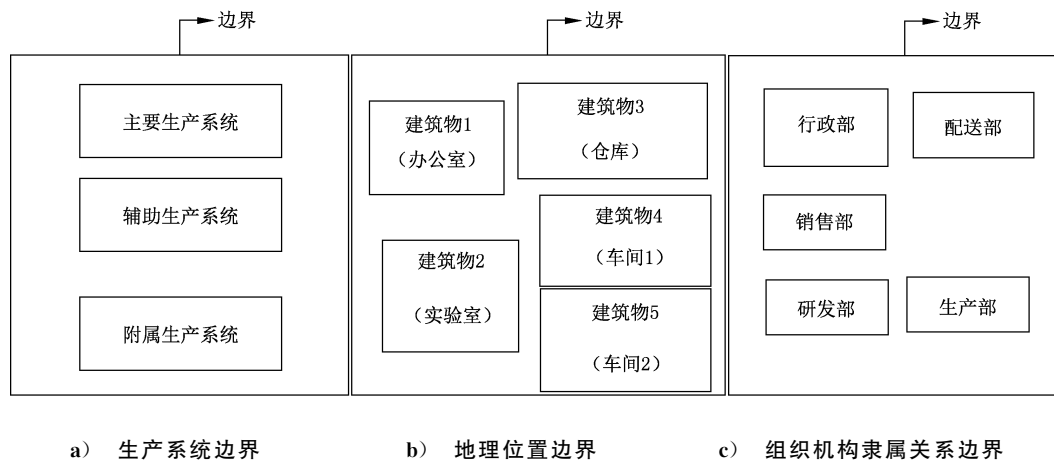 边界
主要生产系统
辅助生产系统
附属生产系统
a) 生产系统边界
边界
建筑物1
(办公室)
建筑物3
(仓库)
建筑物4
(车间1)
建筑物2
(实验室)
建筑物5
(车间2)
b) 地理位置边界
边界
行政部
配送部
销售部
研发部
生产部
c) 组织机构隶属关系边界